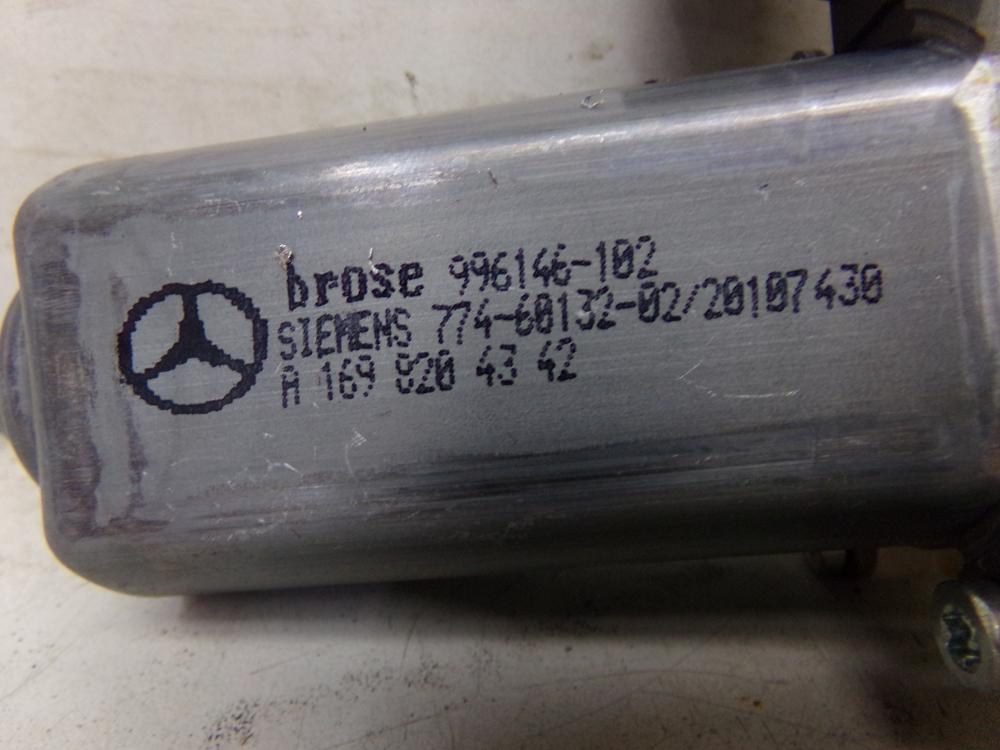 brose 996146-102
SIEMENS 774-60132-02/20107430
A 169 820 43 42